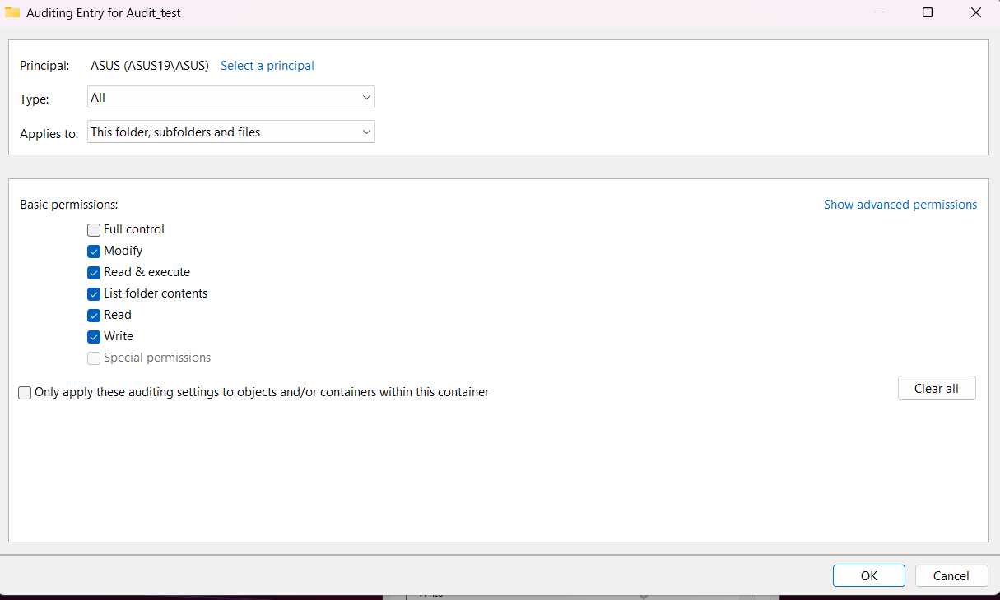 Auditing Entry for Audit_test
Principal: ASUS (ASUS19\ASUS) Select a principal
Type: All
Applies to: This folder, subfolders and files
Basic permissions: Show advanced permissions
Full control
Modify
Read & execute
List folder contents
Read
Write
Special permissions
Only apply these auditing settings to objects and/or containers within this container
Clear all
OK Cancel